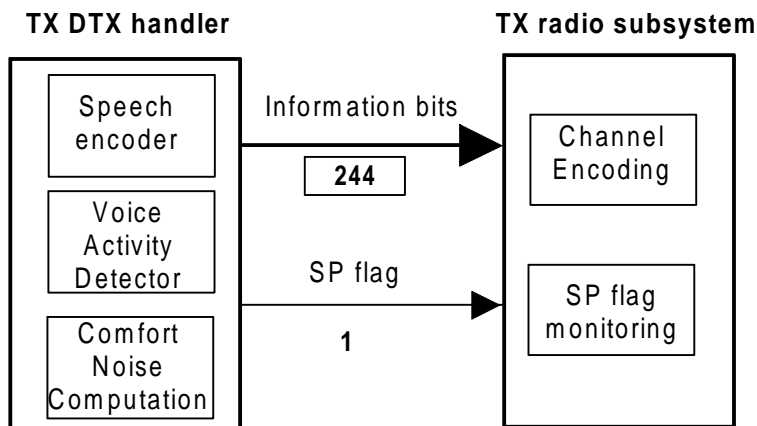 TX DTX handler
TX radio subsystem
Speech
encoder
Information bits
244
Channel
Encoding
Voice
Activity
Detector
SP flag
1
SP flag
monitoring
Comfort
Noise
Computation